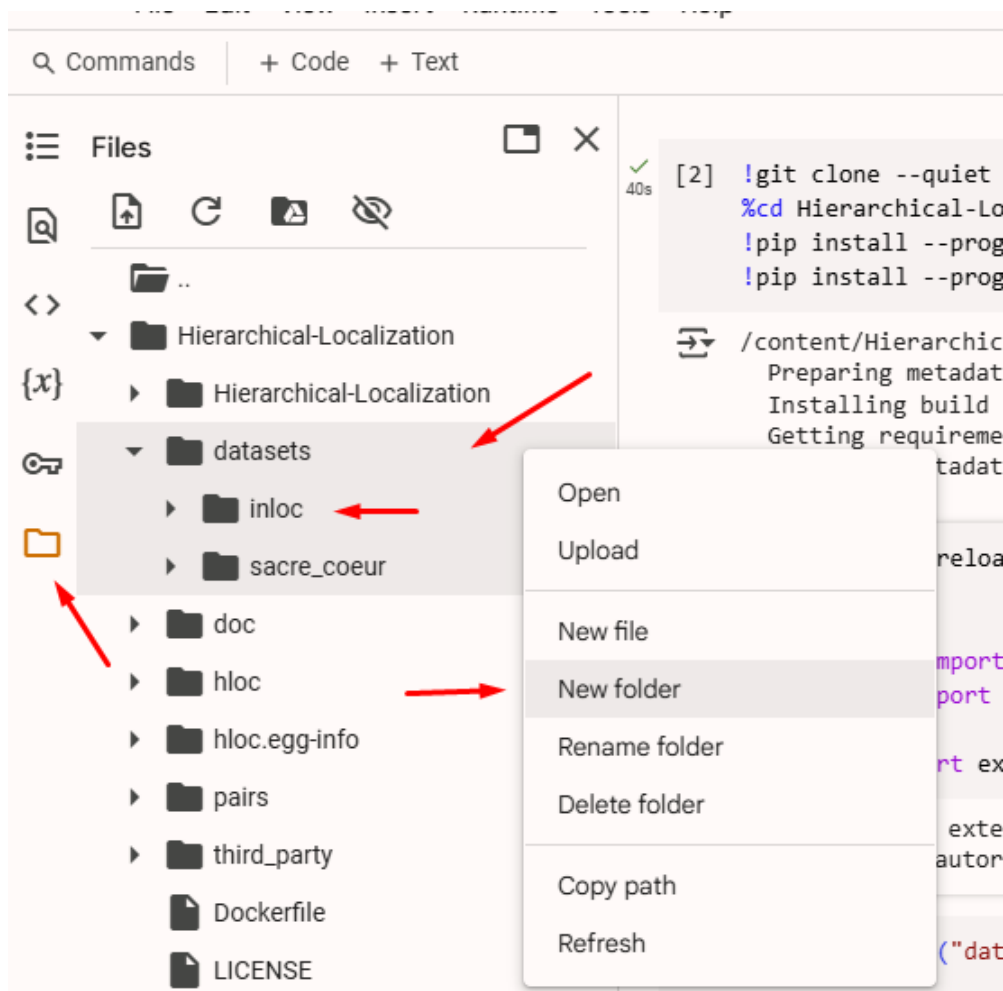 Commands
+ Code
+ Text
Files
..
Hierarchical-Localization
Hierarchical-Localization
datasets
inloc
sacre_coeur
doc
hloc
hloc.egg-info
pairs
third_party
Dockerfile
LICENSE
Open
Upload
New file
New folder
Rename folder
Delete folder
Copy path
Refresh
40s
[2]
!git clone --quiet
%cd Hierarchical-Lo
!pip install --prog
!pip install --prog
/content/Hierarchic
Preparing metadat
Installing build
Getting requireme
tadat
reloa
mport
port
rt ex
exte
autor
("dat
{x}